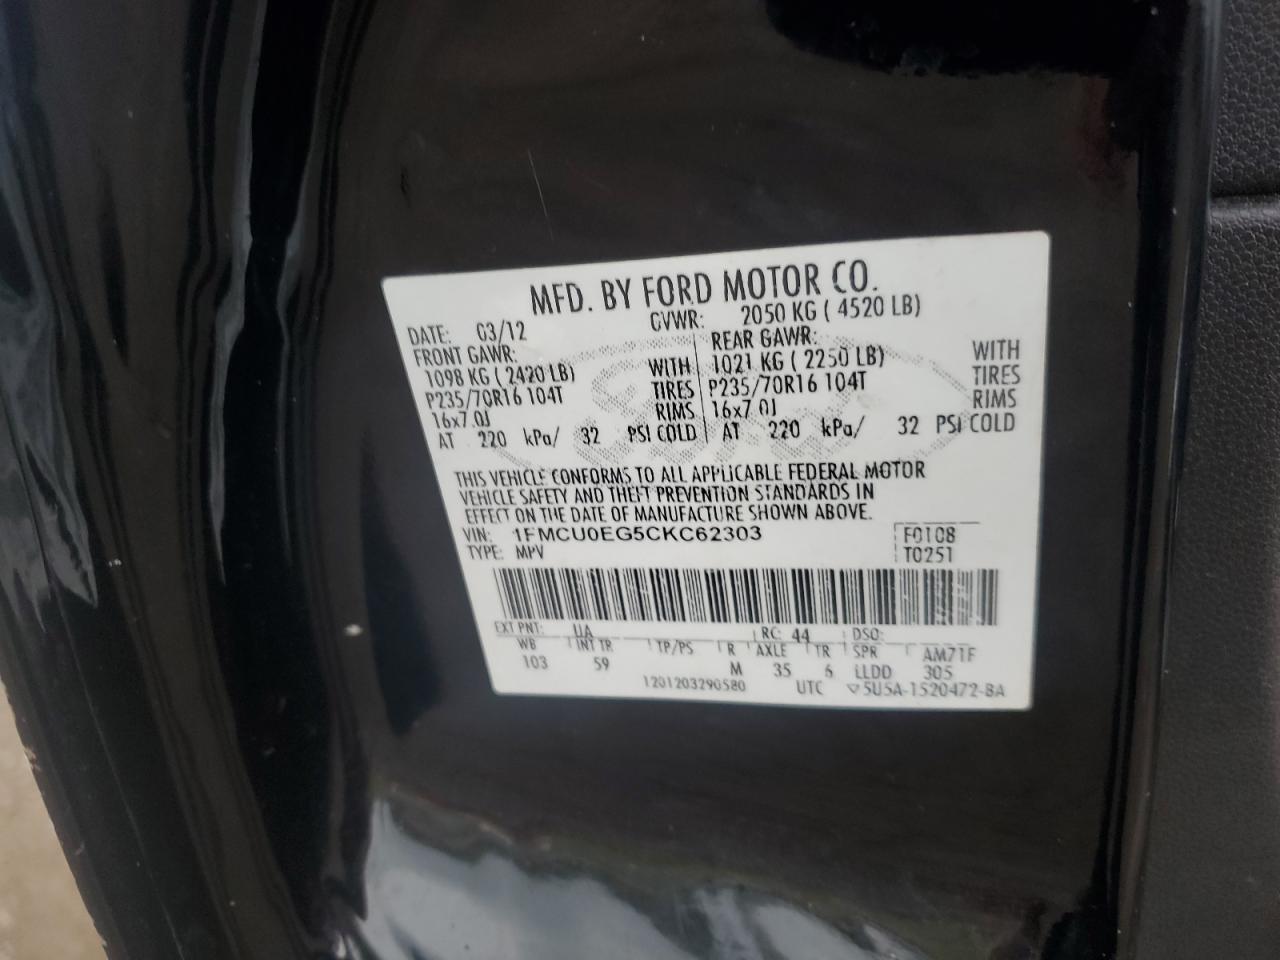 MFD. BY FORD MOTOR CO.
DATE: 03/12 GVWR: 2050 KG ( 4520 LB)
FRONT GAWR: REAR GAWR:
1098 KG ( 2420 LB) WITH 1021 KG ( 2250 LB) WITH
P235/70R16 104T TIRES P235/70R16 104T TIRES
16x7.0J RIMS 16x7.0J RIMS
AT 220 kPa/ 32 PSI COLD AT 220 kPa/ 32 PSI COLD
THIS VEHICLE CONFORMS TO ALL APPLICABLE FEDERAL MOTOR
VEHICLE SAFETY AND THEFT PREVENTION STANDARDS IN
EFFECT ON THE DATE OF MANUFACTURE SHOWN ABOVE.
VIN: 1FMCU0EG5CKC62303 F0108
TYPE: MPV T0251
EXT PNT: UA RC: 44 DSO:
WB INT TR TP/PS R AXLE TR SPR AM71F
103 59 M 35 6 LLDD 305
1201203290580 UTC ▽5U5A-1520472-BA